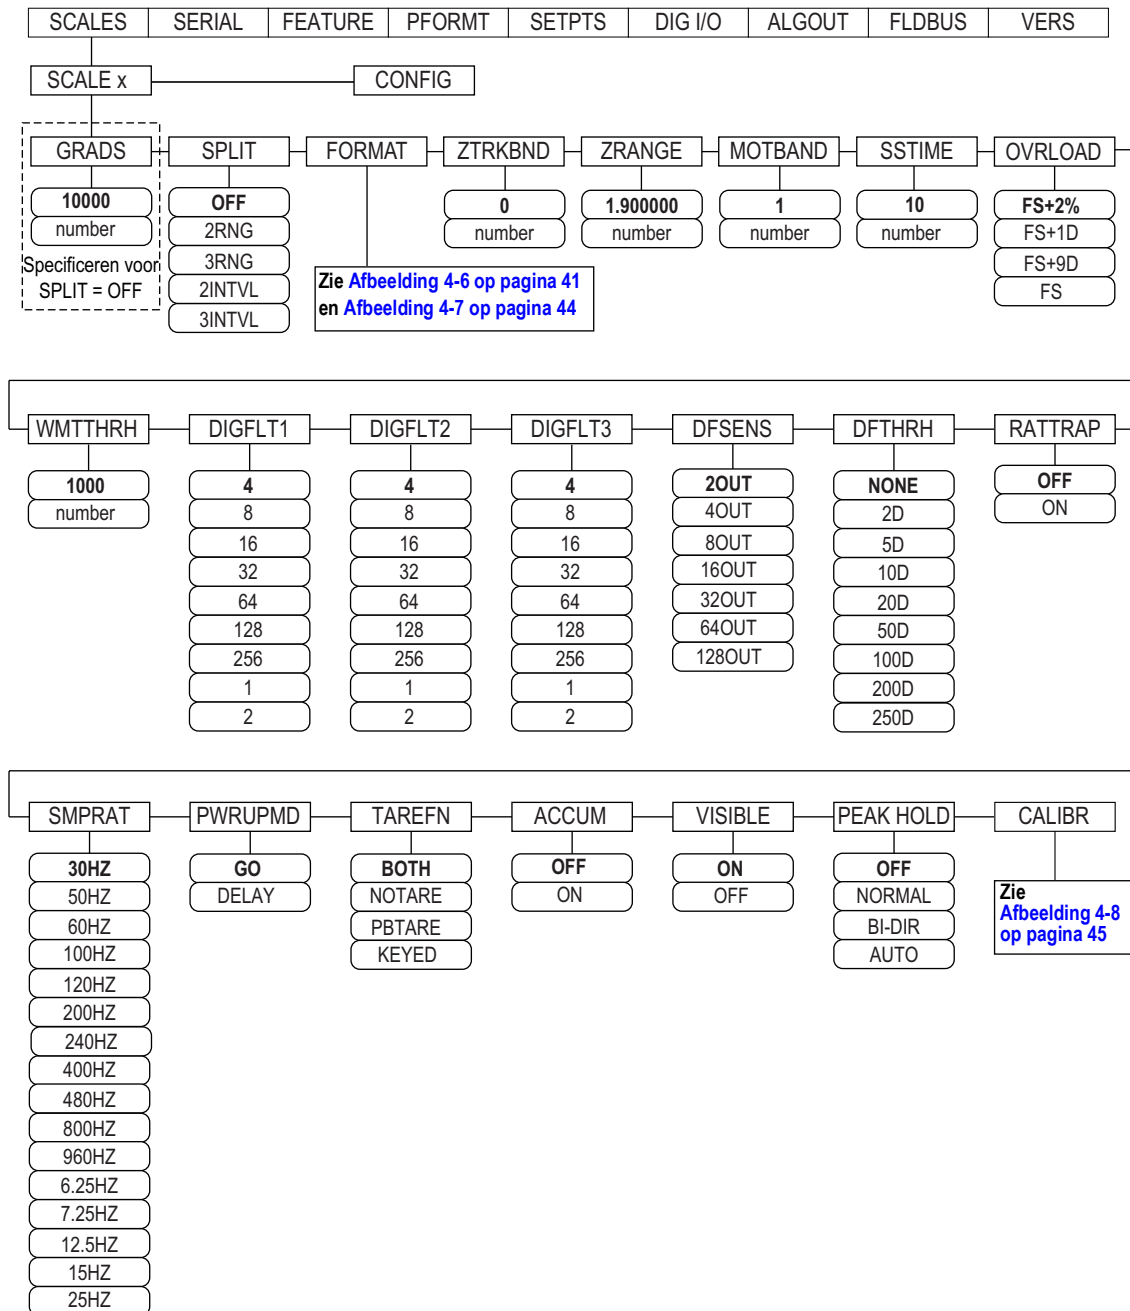 SCALES SERIAL FEATURE PFORMT SETPTS DIG I/O ALGOUT FLDBUS VERS
SCALE x CONFIG
GRADS SPLIT FORMAT ZTRKBND ZRANGE MOTBAND SSTIME OVRLOAD
10000
number
Specificeren voor
SPLIT = OFF
OFF
2RNG
3RNG
2INTVL
3INTVL
Zie Afbeelding 4-6 op pagina 41
en Afbeelding 4-7 op pagina 44
0
number
1.900000
number
1
number
10
number
FS+2%
FS+1D
FS+9D
FS
WMTTHRH DIGFLT1 DIGFLT2 DIGFLT3 DFSENS DFTHRH RATTRAP
1000
number
4
8
16
32
64
128
256
1
2
4
8
16
32
64
128
256
1
2
4
8
16
32
64
128
256
1
2
2OUT
4OUT
8OUT
16OUT
32OUT
64OUT
128OUT
NONE
2D
5D
10D
20D
50D
100D
200D
250D
OFF
ON
SMPRAT PWRUPMD TAREFN ACCUM VISIBLE PEAK HOLD CALIBR
30HZ
50HZ
60HZ
100HZ
120HZ
200HZ
240HZ
400HZ
480HZ
800HZ
960HZ
6.25HZ
7.25HZ
12.5HZ
15HZ
25HZ
GO
DELAY
BOTH
NOTARE
PBTARE
KEYED
OFF
ON
ON
OFF
OFF
NORMAL
BI-DIR
AUTO
Zie
Afbeelding 4-8
op pagina 45